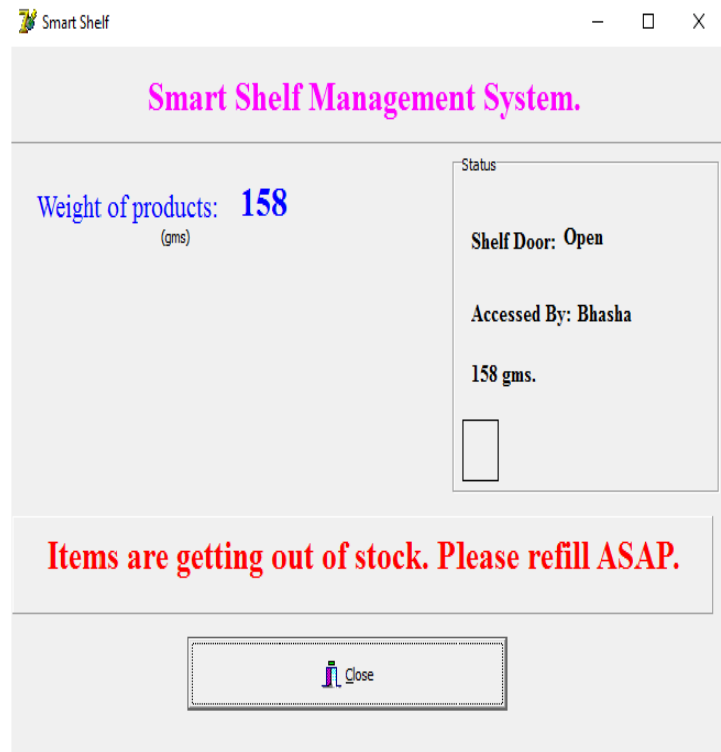 Smart Shelf
Smart Shelf Management System.
Weight of products: 158
(gms)
Status
Shelf Door: Open
Accessed By: Bhasha
158 gms.
Items are getting out of stock. Please refill ASAP.
Close